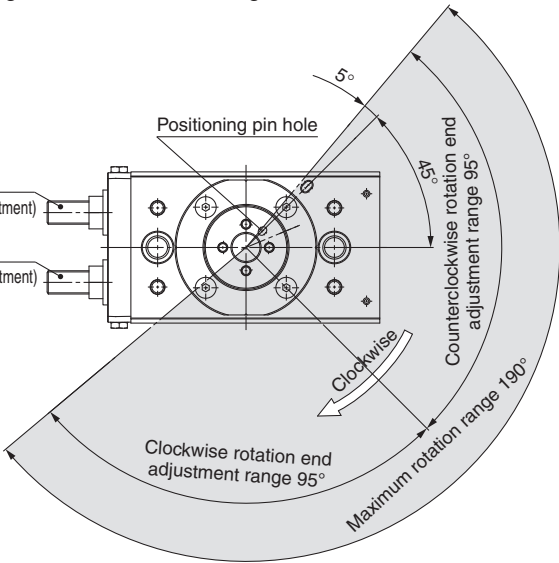 5°
Positioning pin hole
45°
tment)
tment)
Counterclockwise rotation end
adjustment range 95°
Clockwise
Clockwise rotation end
adjustment range 95°
Maximum rotation range 190°